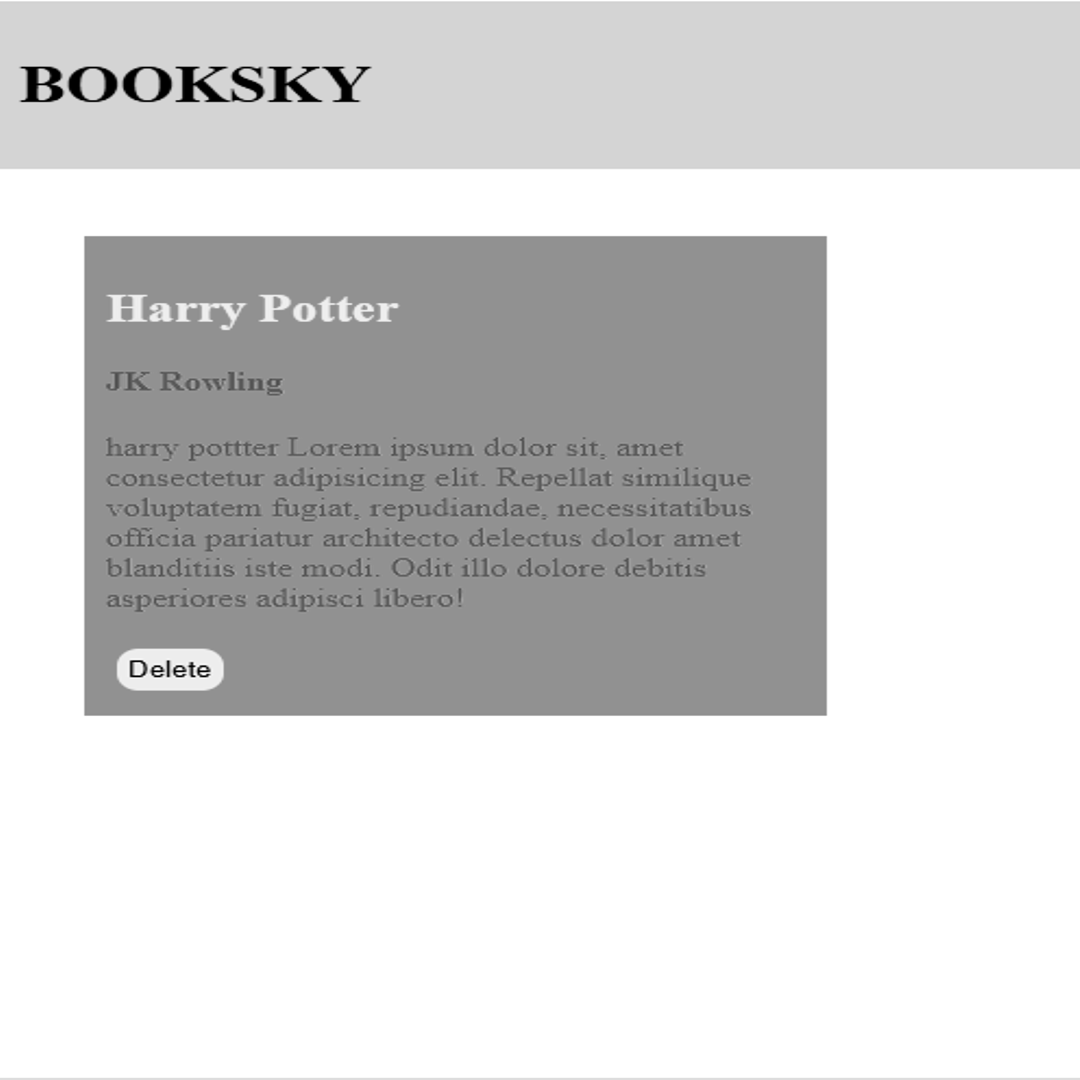 BOOKSKY
Harry Potter
JK Rowling
harry pottter Lorem ipsum dolor sit, amet
consectetur adipisicing elit. Repellat similique
voluptatem fugiat, repudiandae, necessitatibus
officia pariatur architecto delectus dolor amet
blanditiis iste modi. Odit illo dolore debitis
asperiores adipisci libero!
Delete